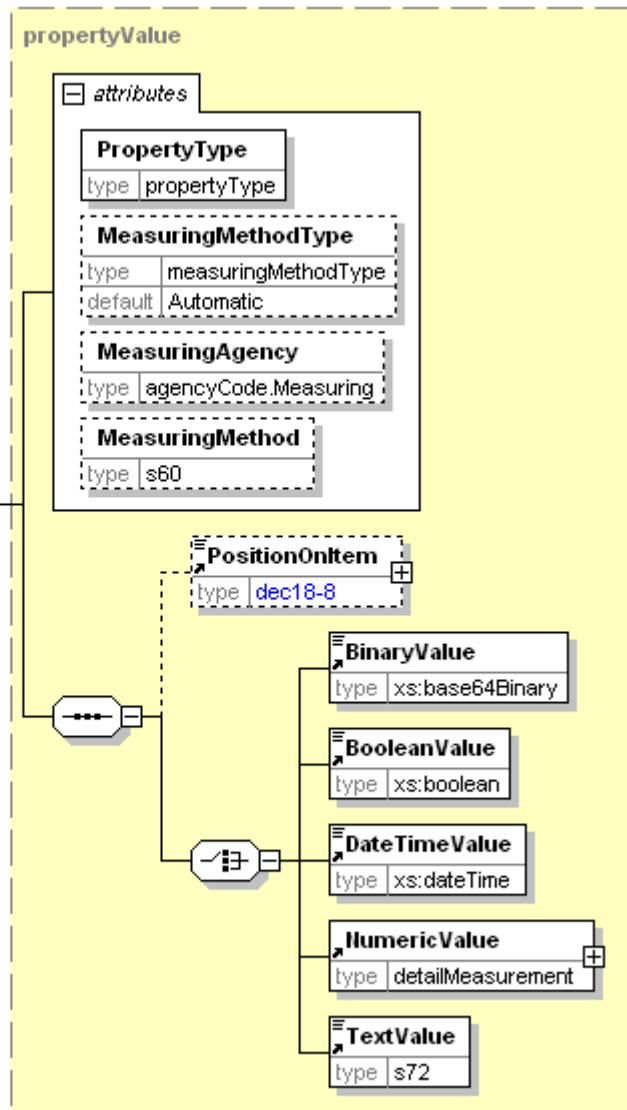 propertyValue
attributes
PropertyType
type propertyType
MeasuringMethodType
type measuringMethodType
default Automatic
MeasuringAgency
type agencyCode.Measuring
MeasuringMethod
type s60
PositionOnItem
type dec18-8
BinaryValue
type xs:base64Binary
BooleanValue
type xs:boolean
DateTimeValue
type xs:dateTime
NumericValue
type detailMeasurement
TextValue
type s72